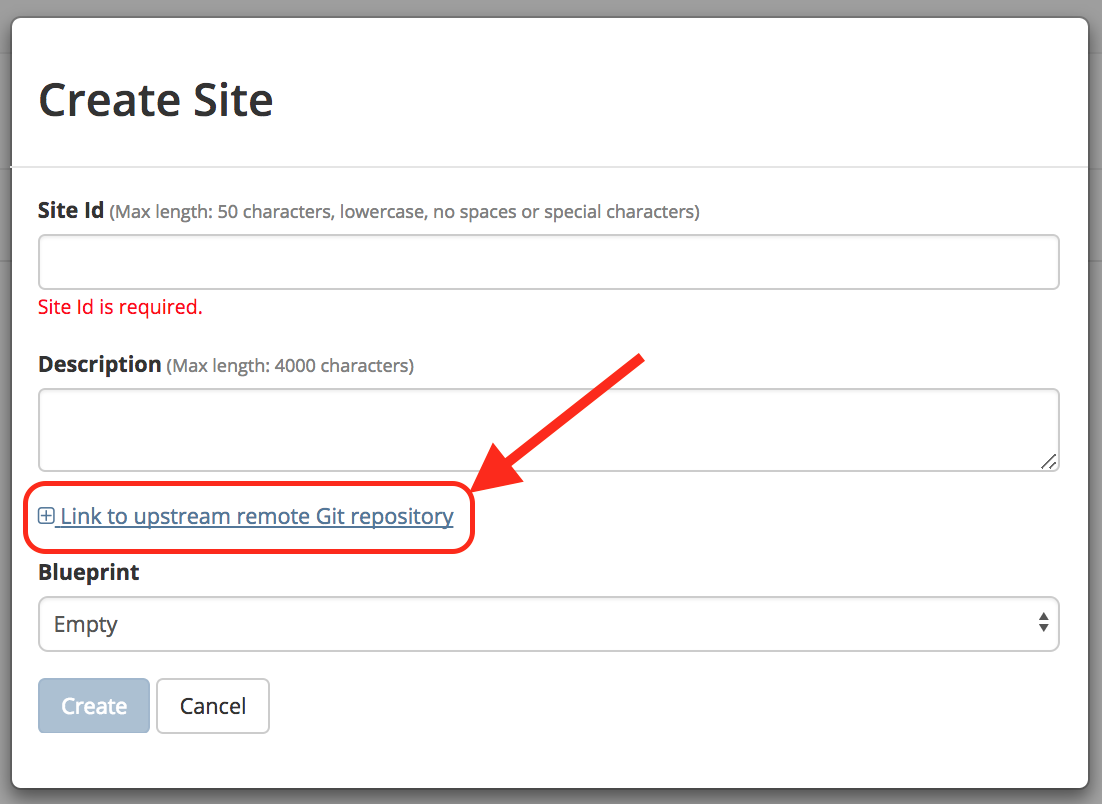 Create Site
Site Id (Max length: 50 characters, lowercase, no spaces or special characters)
Site Id is required.
Description (Max length: 4000 characters)
Link to upstream remote Git repository
Blueprint
Empty
Create Cancel